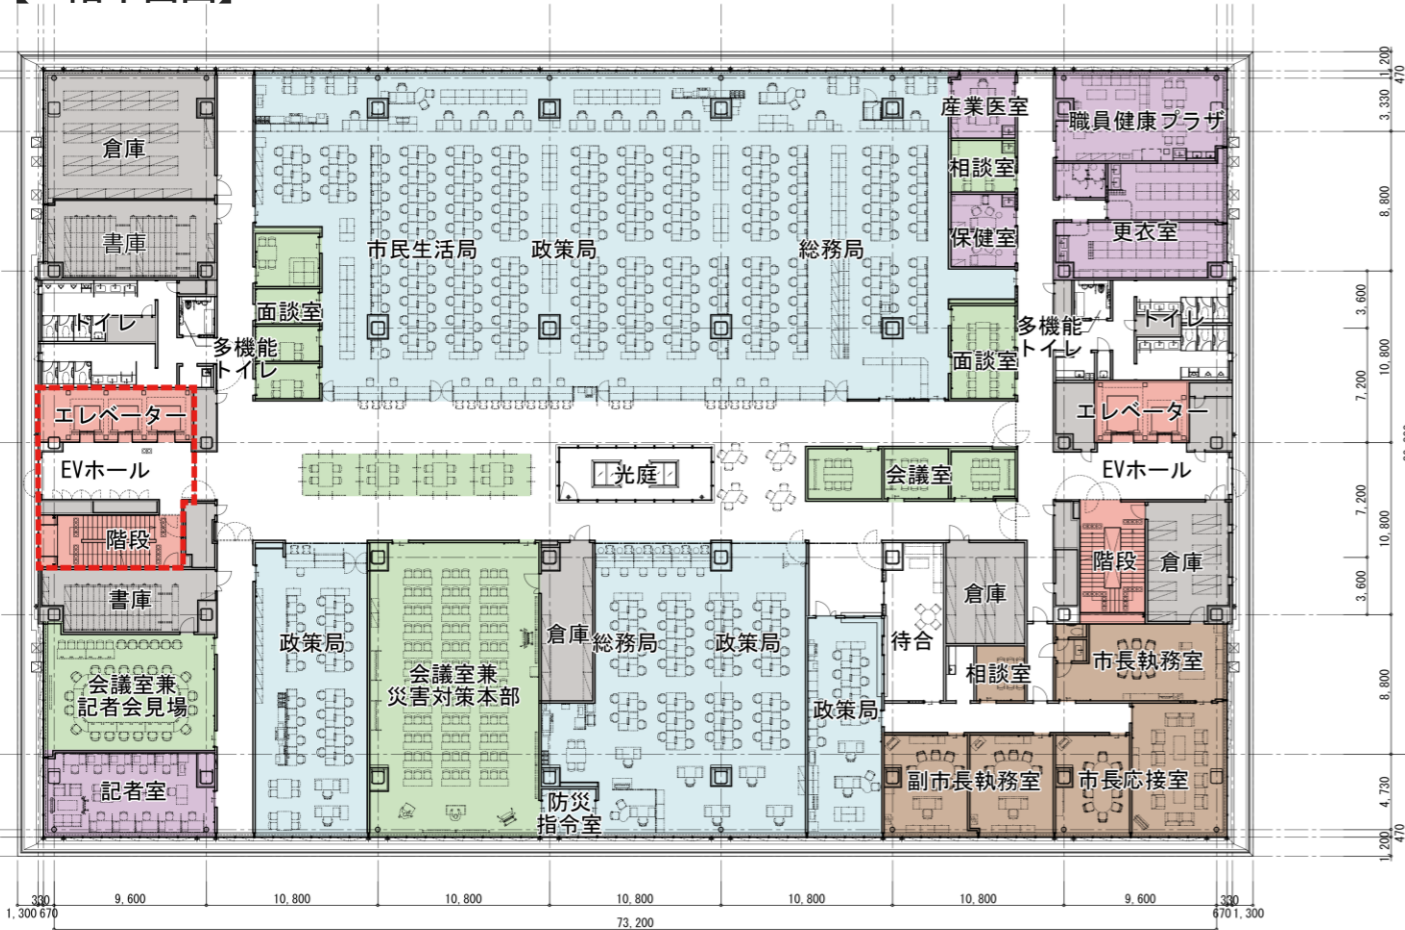 倉庫
書庫
トイレ
多機能
トイレ
エレベーター
EVホール
階段
書庫
会議室兼
記者会見場
記者室
市民生活局
政策局
総務局
面談室
産業医室
相談室
保健室
面談室
職員健康プラザ
更衣室
多機能
トイレ
トイレ
エレベーター
EVホール
階段
倉庫
光庭
会議室
政策局
会議室兼
災害対策本部
倉庫
総務局
政策局
防災
指令室
政策局
待合
倉庫
相談室
市長執務室
副市長執務室
市長応接室
1,200
470
3,330
8,800
3,600
10,800
7,200
7,200
10,800
3,600
8,800
4,730
1,200
470
330
9,600
10,800
10,800
10,800
10,800
10,800
9,600
330
1,300
670
73,200
670
1,300